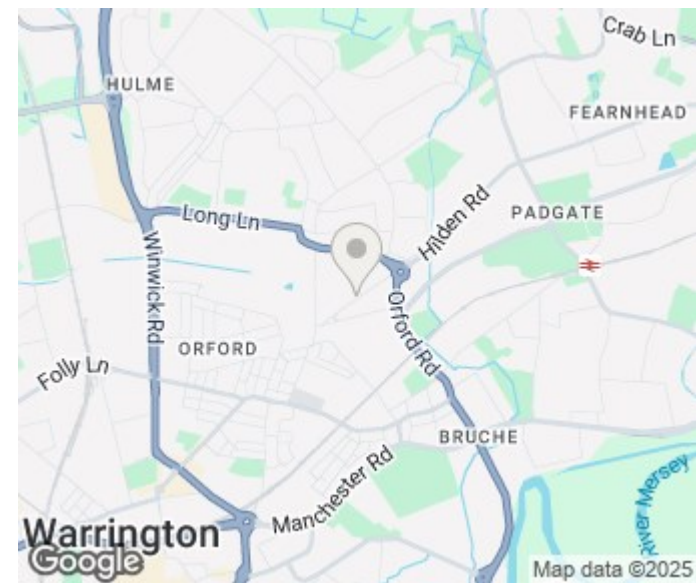 Crab Ln
HULME
FEARNHEAD
Long Ln
Hilden Rd
PADGATE
Winwick Rd
Orford Rd
ORFORD
Folly Ln
BRUCHE
Manchester Rd
River Mersey
Warrington
Google
Map data ©2025